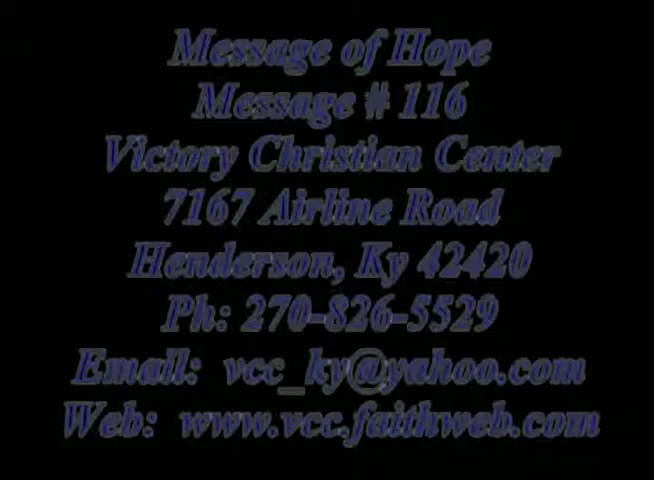 Message of Hope
Message # 116
Victory Christian Center
7167 Airline Road
Henderson, Ky 42420
Ph: 270-826-5529
Email: vcc_ky@yahoo.com
Web: www.vcc.faithweb.com